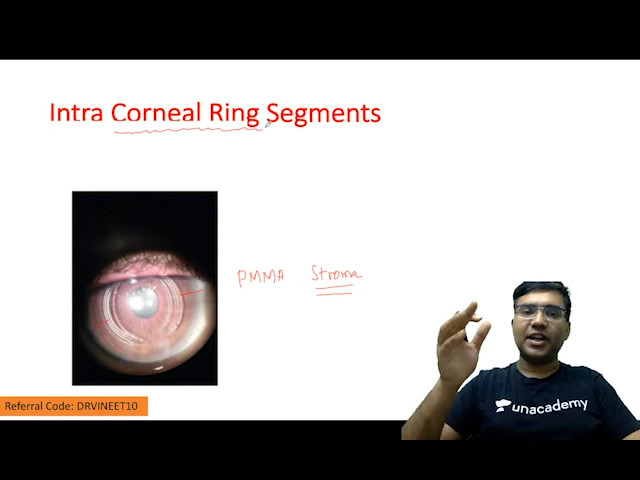 Intra Corneal Ring Segments
PMMA Stroma
unacademy
Referral Code: DRVINEET10